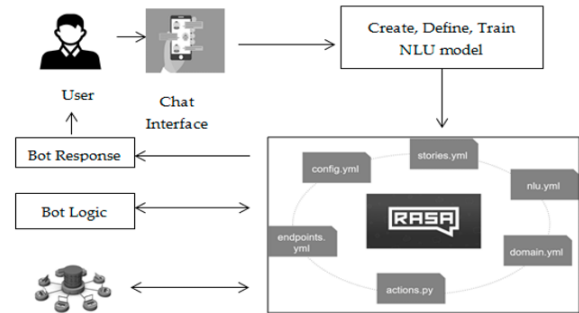 Create, Define, Train
NLU model
User
Chat
Interface
Bot Response
Bot Logic
stories.yml
config.yml
nlu.yml
RASA
endpoints.
yml
domain.yml
actions.py